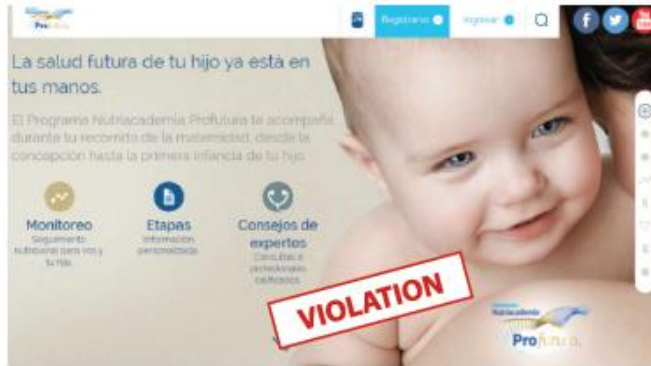 Registrarse
Ingresar
La salud futura de tu hijo ya está en
tus manos.
El Programa Nutriacademia Profutura te acompaña
durante tu recorrido de la maternidad, desde la
concepción hasta la primera infancia de tu hijo.
Monitoreo
Seguimiento
nutricional para vos y
tu hijo.
Etapas
Información
personalizada.
Consejos de
expertos
Consultas a
profesionales
calificados.
VIOLATION
Nutriacademia
Profutura.